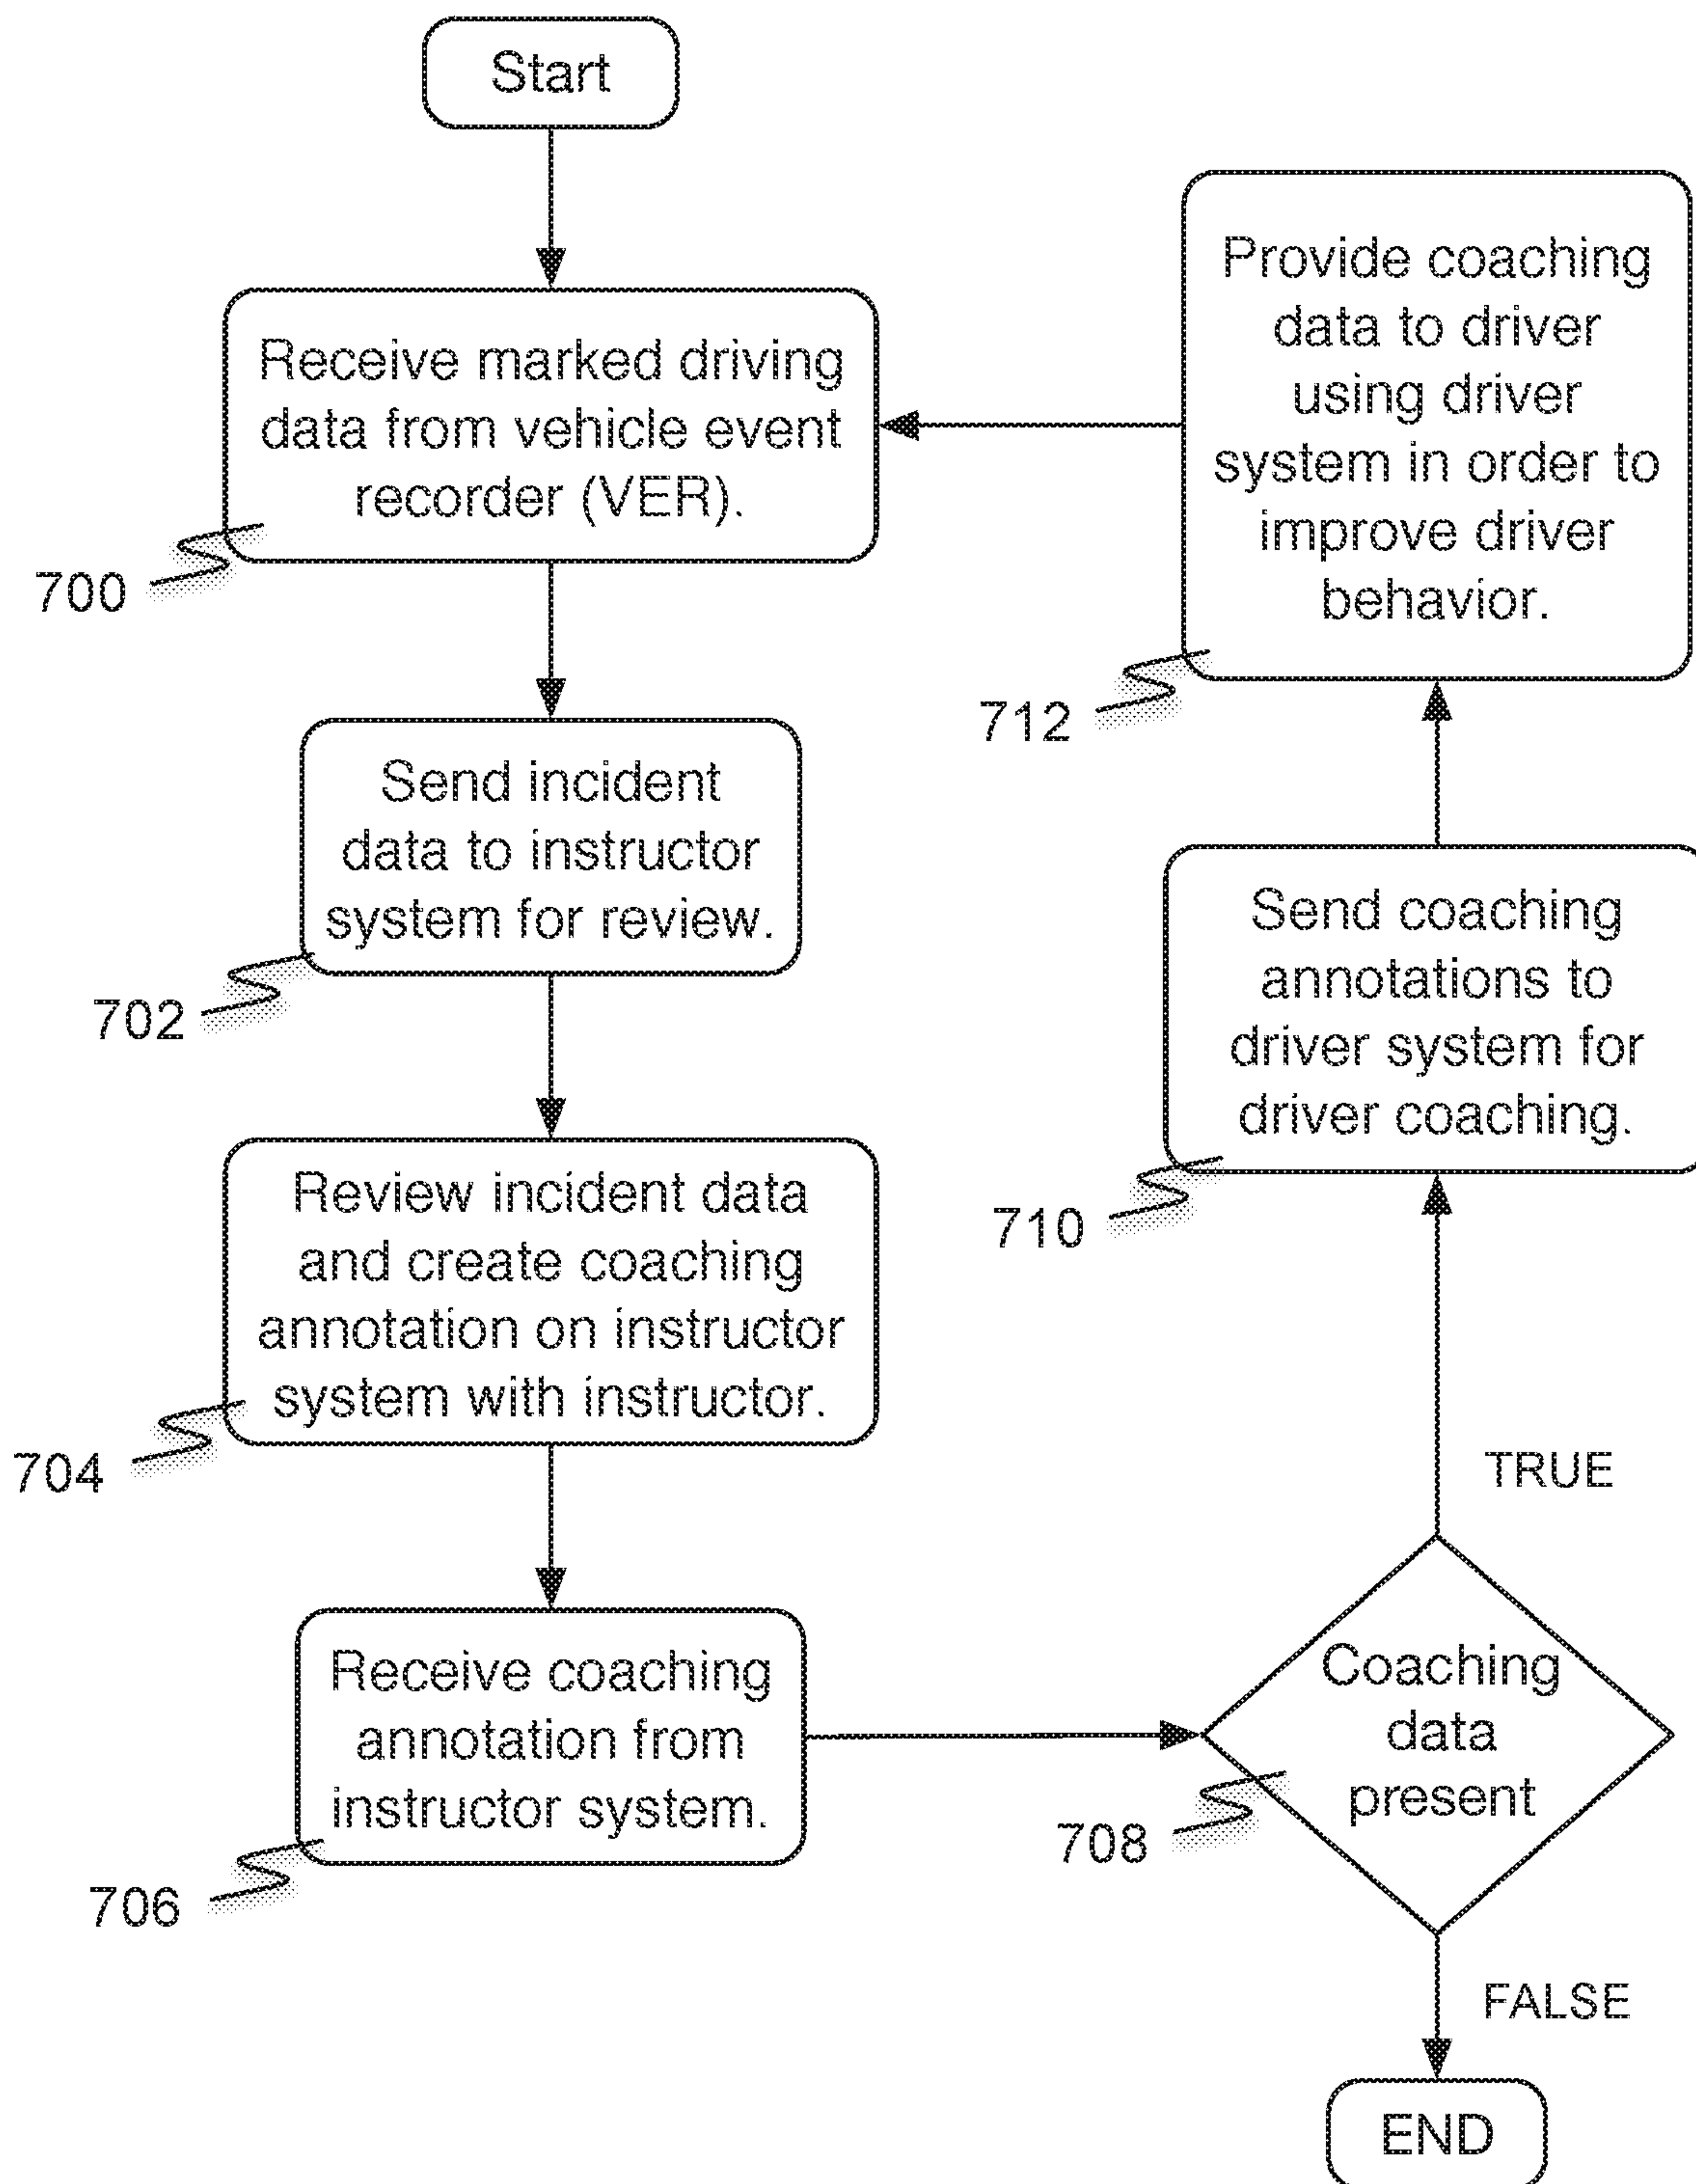 Start
Receive marked driving
data from vehicle event
recorder (VER).
700
Send incident
data to instructor
system for review.
702
Review incident data
and create coaching
annotation on instructor
system with instructor.
704
Receive coaching
annotation from
instructor system.
706
Coaching
data
present
708
TRUE
FALSE
END
Send coaching
annotations to
driver system for
driver coaching.
710
Provide coaching
data to driver
using driver
system in order to
improve driver
behavior.
712